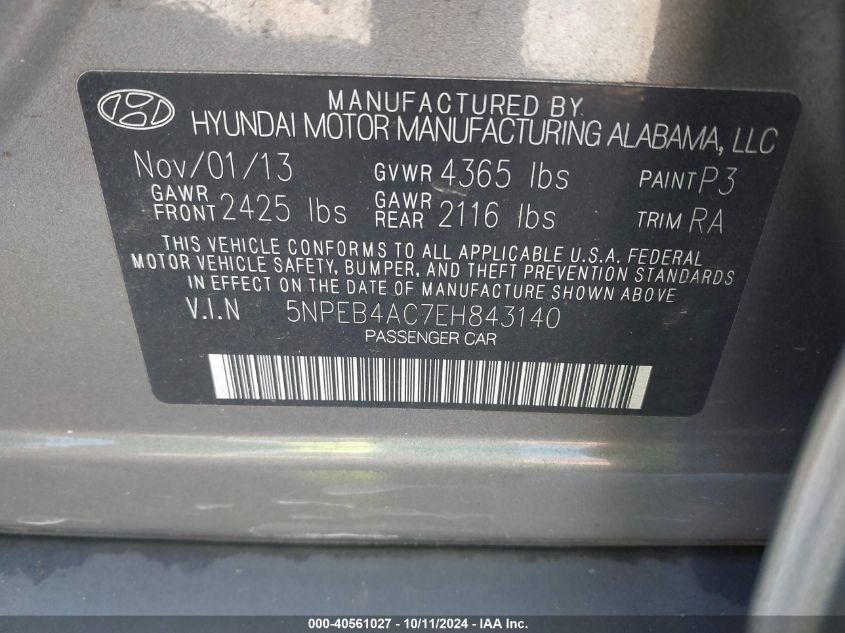 MANUFACTURED BY
HYUNDAI MOTOR MANUFACTURING ALABAMA, LLC
Nov/01/13 GVWR 4365 lbs PAINT P3
GAWR FRONT 2425 lbs GAWR REAR 2116 lbs TRIM RA
THIS VEHICLE CONFORMS TO ALL APPLICABLE U.S.A. FEDERAL
MOTOR VEHICLE SAFETY, BUMPER, AND THEFT PREVENTION STANDARDS
IN EFFECT ON THE DATE OF MANUFACTURE SHOWN ABOVE.
V.I.N 5NPEB4AC7EH843140
PASSENGER CAR
000-40561027 - 10/11/2024 - IAA Inc.